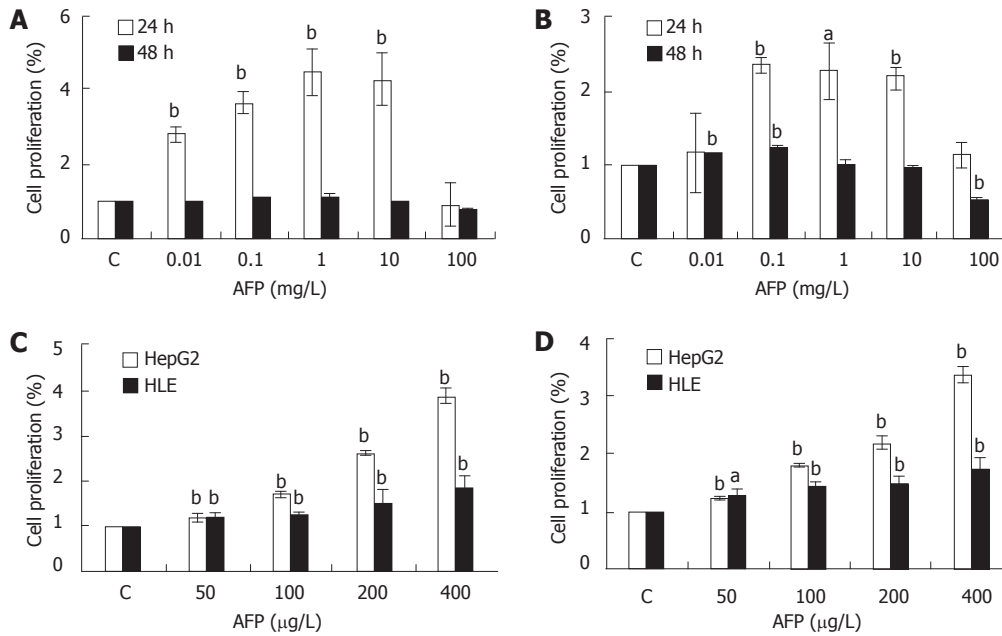 A
Cell proliferation (%)
6
4
2
0
24 h
48 h
b
b
b
b
C
0.01
0.1
1
10
100
AFP (mg/L)
B
Cell proliferation (%)
3
2
1
0
24 h
48 h
b
b
b
a
b
b
C
0.01
0.1
1
10
100
AFP (mg/L)
C
Cell proliferation (%)
5
4
3
2
1
0
HepG2
HLE
b
b
b
b
b
b
b
b
C
50
100
200
400
AFP (μg/L)
D
Cell proliferation (%)
4
3
2
1
0
HepG2
HLE
b
a
b
b
b
b
b
b
C
50
100
200
400
AFP (μg/L)